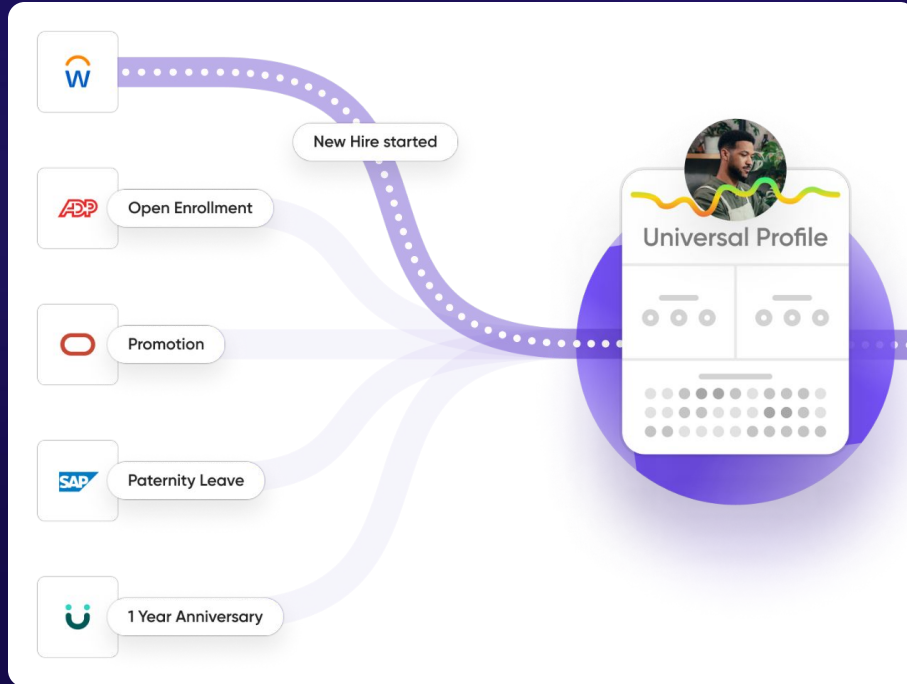 W
New Hire started
ADP
Open Enrollment
Universal Profile
Promotion
SAP
Paternity Leave
1 Year Anniversary